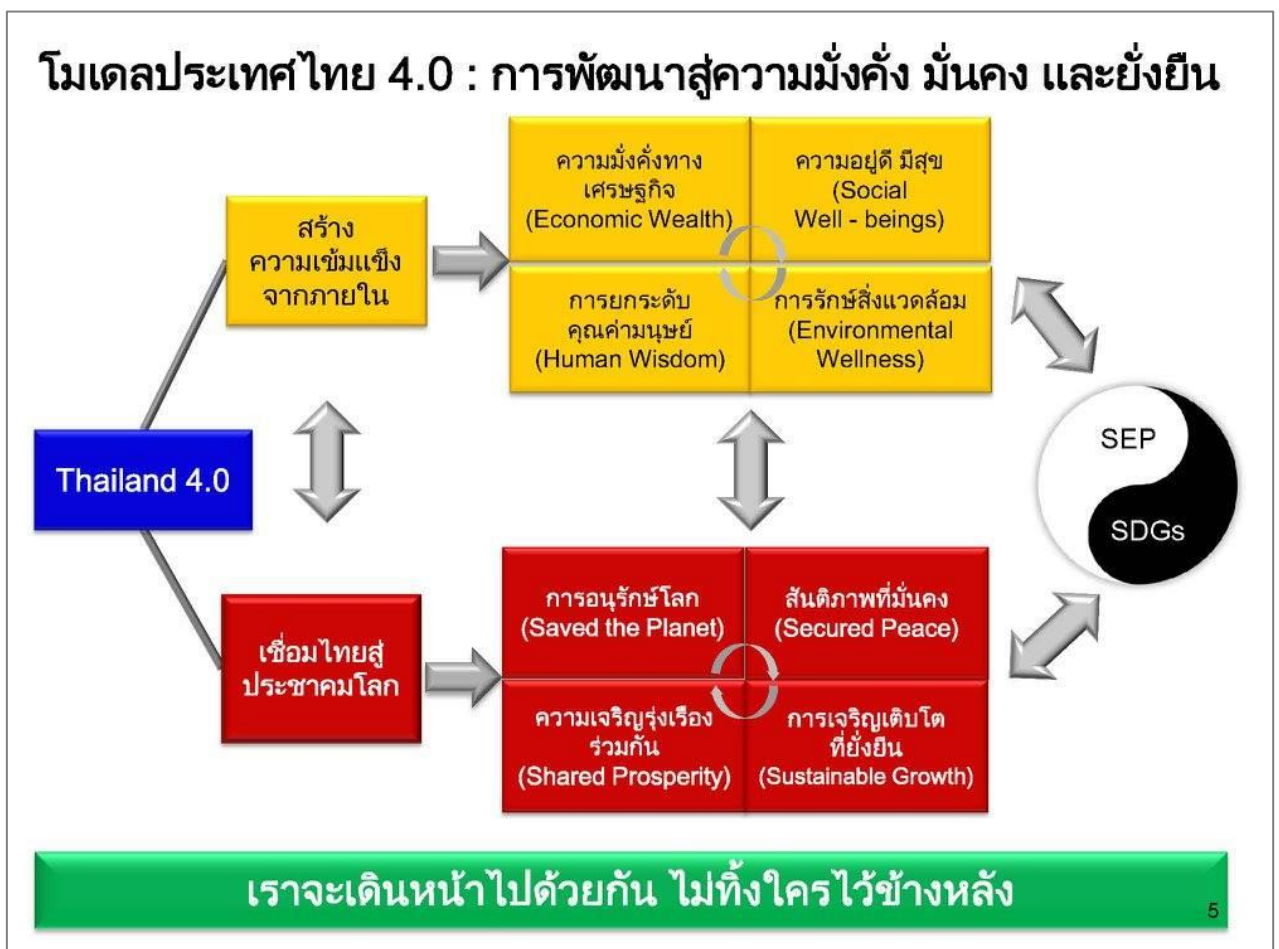 โมเดลประเทศไทย 4.0 : การพัฒนาสู่ความมั่งคั่ง มั่นคง และยั่งยืน
ความมั่งคั่งทาง
เศรษฐกิจ
(Economic Wealth)
ความอยู่ดี มีสุข
(Social
Well - beings)
สร้าง
ความเข้มแข็ง
จากภายใน
การยกระดับ
คุณค่ามนุษย์
(Human Wisdom)
การรักษ์สิ่งแวดล้อม
(Environmental
Wellness)
Thailand 4.0
SEP
SDGs
การอนุรักษ์โลก
(Saved the Planet)
สันติภาพที่มั่นคง
(Secured Peace)
เชื่อมไทยสู่
ประชาคมโลก
ความเจริญรุ่งเรือง
ร่วมกัน
(Shared Prosperity)
การเจริญเติบโต
ที่ยั่งยืน
(Sustainable Growth)
เราจะเดินหน้าไปด้วยกัน ไม่ทิ้งใครไว้ข้างหลัง
5